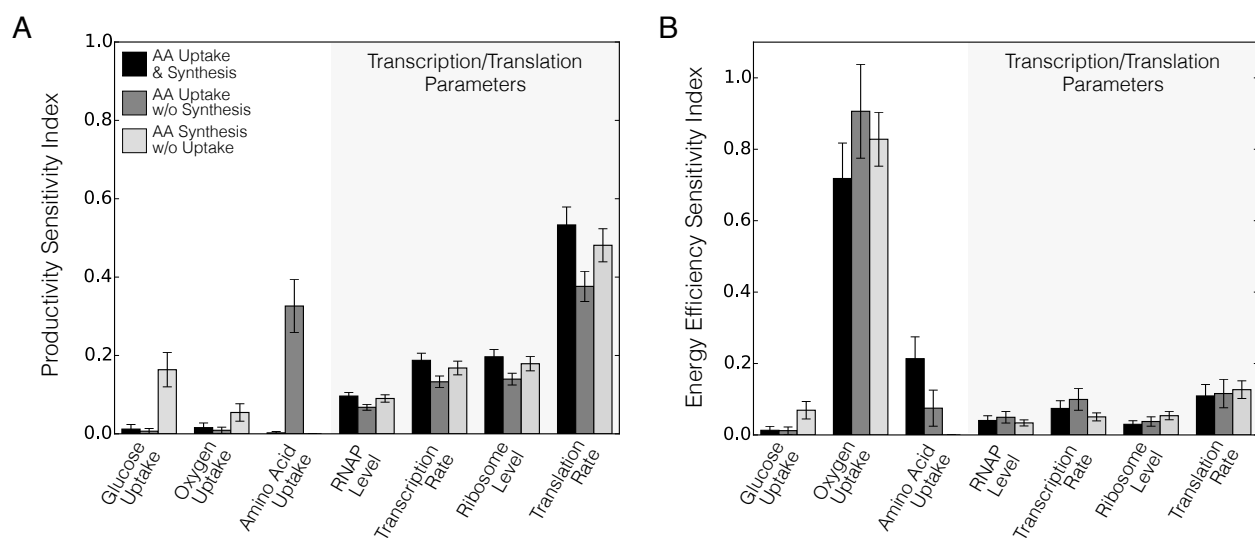 A
Productivity Sensitivity Index
1.0
0.8
0.6
0.4
0.2
0.0
AA Uptake
& Synthesis
AA Uptake
w/o Synthesis
AA Synthesis
w/o Uptake
Transcription/Translation
Parameters
Glucose
Uptake
Oxygen
Uptake
Amino Acid
Uptake
RNAP
Level
Transcription
Rate
Ribosome
Level
Translation
Rate
B
Energy Efficiency Sensitivity Index
1.0
0.8
0.6
0.4
0.2
0.0
Transcription/Translation
Parameters
Glucose
Uptake
Oxygen
Uptake
Amino Acid
Uptake
RNAP
Level
Transcription
Rate
Ribosome
Level
Translation
Rate